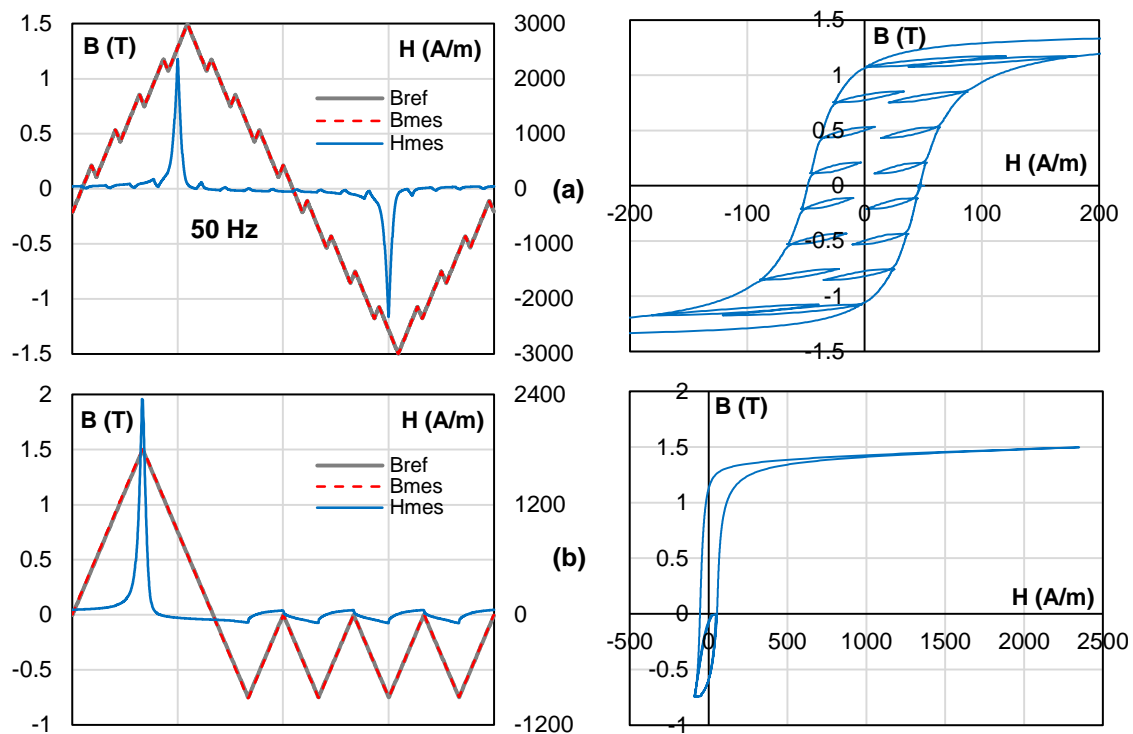 1.5 3000 1.5
B (T) H (A/m) B (T)
1 2000 1
Bref
Bmes
Hmes
0.5 1000 0.5
H (A/m)
0 0 (a) 0
-200 -100 0 100 200
50 Hz
-0.5 -1000 -0.5
-1 -2000 -1
-1.5 -3000 -1.5
2 2400 2
B (T) H (A/m) B (T)
1.5 1.5
Bref
Bmes
Hmes
1 1200 1
0.5 (b) 0.5
H (A/m)
0 0 0
-500 0 500 1000 1500 2000 2500
-0.5 -0.5
-1 -1200 -1